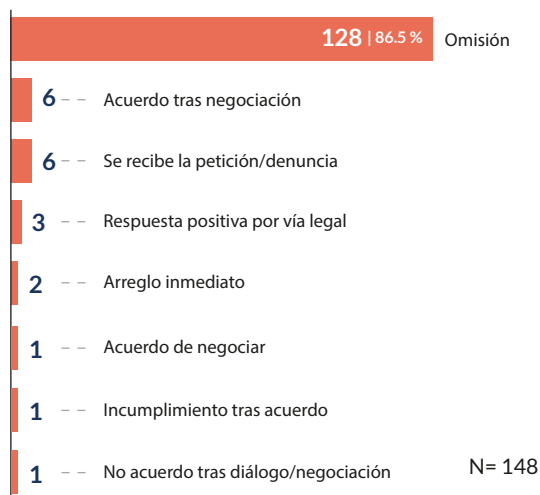 128 | 86.5 % Omisión
6 Acuerdo tras negociación
6 Se recibe la petición/denuncia
3 Respuesta positiva por vía legal
2 Arreglo inmediato
1 Acuerdo de negociar
1 Incumplimiento tras acuerdo
1 No acuerdo tras diálogo/negociación
N= 148